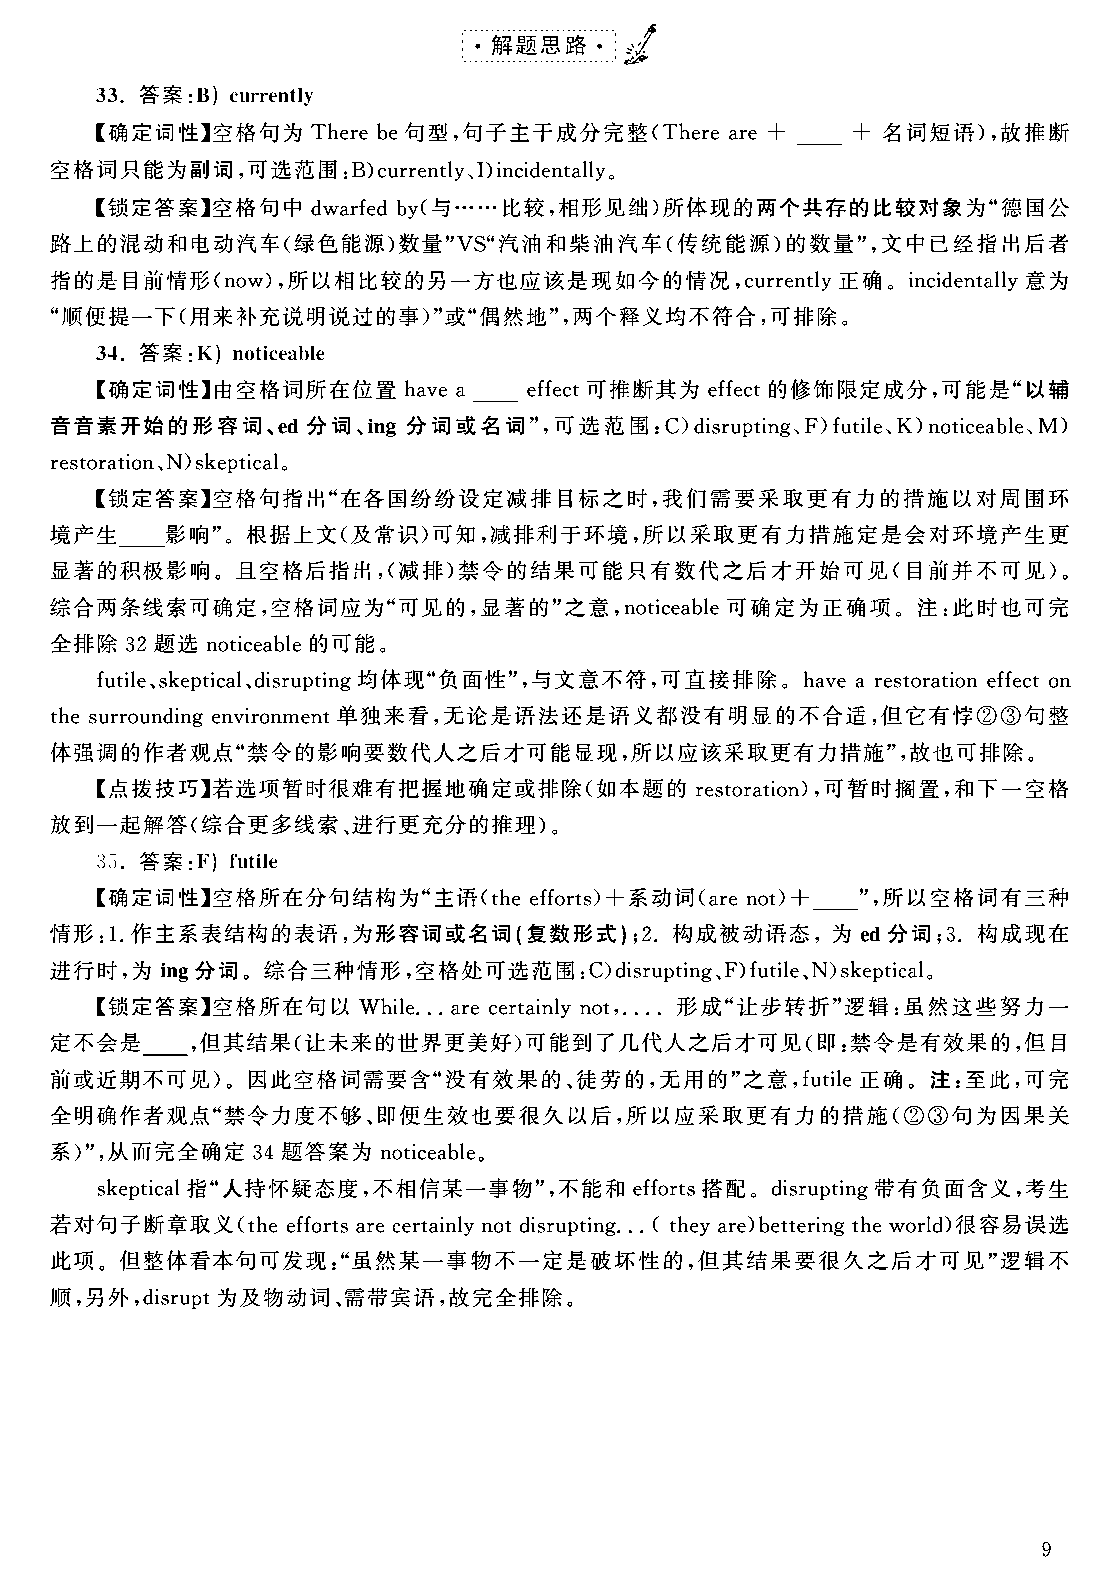 ·解题思路·
33. 答案:B) currently
【确定词性】空格句为 There be 句型,句子主干成分完整(There are + ____ + 名词短语),故推断
空格词只能为副词,可选范围:B)currently、I)incidentally。
【锁定答案】空格句中 dwarfed by(与……比较,相形见绌)所体现的两个共存的比较对象为“德国公
路上的混动和电动汽车(绿色能源)数量”VS“汽油和柴油汽车(传统能源)的数量”,文中已经指出后者
指的是目前情形(now),所以相比较的另一方也应该是现如今的情况,currently 正确。incidentally 意为
“顺便提一下(用来补充说明说过的事)”或“偶然地”,两个释义均不符合,可排除。
34. 答案:K) noticeable
【确定词性】由空格词所在位置 have a ____ effect 可推断其为 effect 的修饰限定成分,可能是“以辅
音音素开始的形容词、ed 分词、ing 分词或名词”,可选范围:C)disrupting、F)futile、K)noticeable、M)
restoration、N)skeptical。
【锁定答案】空格句指出“在各国纷纷设定减排目标之时,我们需要采取更有力的措施以对周围环
境产生____影响”。根据上文(及常识)可知,减排利于环境,所以采取更有力措施定是会对环境产生更
显著的积极影响。且空格后指出,(减排)禁令的结果可能只有数代之后才开始可见(目前并不可见)。
综合两条线索可确定,空格词应为“可见的,显著的”之意,noticeable 可确定为正确项。注:此时也可完
全排除 32 题选 noticeable 的可能。
futile、skeptical、disrupting 均体现“负面性”,与文意不符,可直接排除。have a restoration effect on
the surrounding environment 单独来看,无论是语法还是语义都没有明显的不合适,但它有悖②③句整
体强调的作者观点“禁令的影响要数代人之后才可能显现,所以应该采取更有力措施”,故也可排除。
【点拨技巧】若选项暂时很难有把握地确定或排除(如本题的 restoration),可暂时搁置,和下一空格
放到一起解答(综合更多线索、进行更充分的推理)。
35. 答案:F) futile
【确定词性】空格所在分句结构为“主语(the efforts)+系动词(are not)+____”,所以空格词有三种
情形:1.作主系表结构的表语,为形容词或名词(复数形式);2. 构成被动语态, 为 ed 分词;3. 构成现在
进行时,为 ing 分词。综合三种情形,空格处可选范围:C)disrupting、F)futile、N)skeptical。
【锁定答案】空格所在句以 While...are certainly not,.... 形成“让步转折”逻辑:虽然这些努力一
定不会是____,但其结果(让未来的世界更美好)可能到了几代人之后才可见(即:禁令是有效果的,但目
前或近期不可见)。因此空格词需要含“没有效果的、徒劳的,无用的”之意,futile 正确。注:至此,可完
全明确作者观点“禁令力度不够、即便生效也要很久以后,所以应采取更有力的措施(②③句为因果关
系)”,从而完全确定 34 题答案为 noticeable。
skeptical 指“人持怀疑态度,不相信某一事物”,不能和 efforts 搭配。disrupting 带有负面含义,考生
若对句子断章取义(the efforts are certainly not disrupting...( they are)bettering the world)很容易误选
此项。但整体看本句可发现:“虽然某一事物不一定是破坏性的,但其结果要很久之后才可见”逻辑不
顺,另外,disrupt 为及物动词、需带宾语,故完全排除。
9